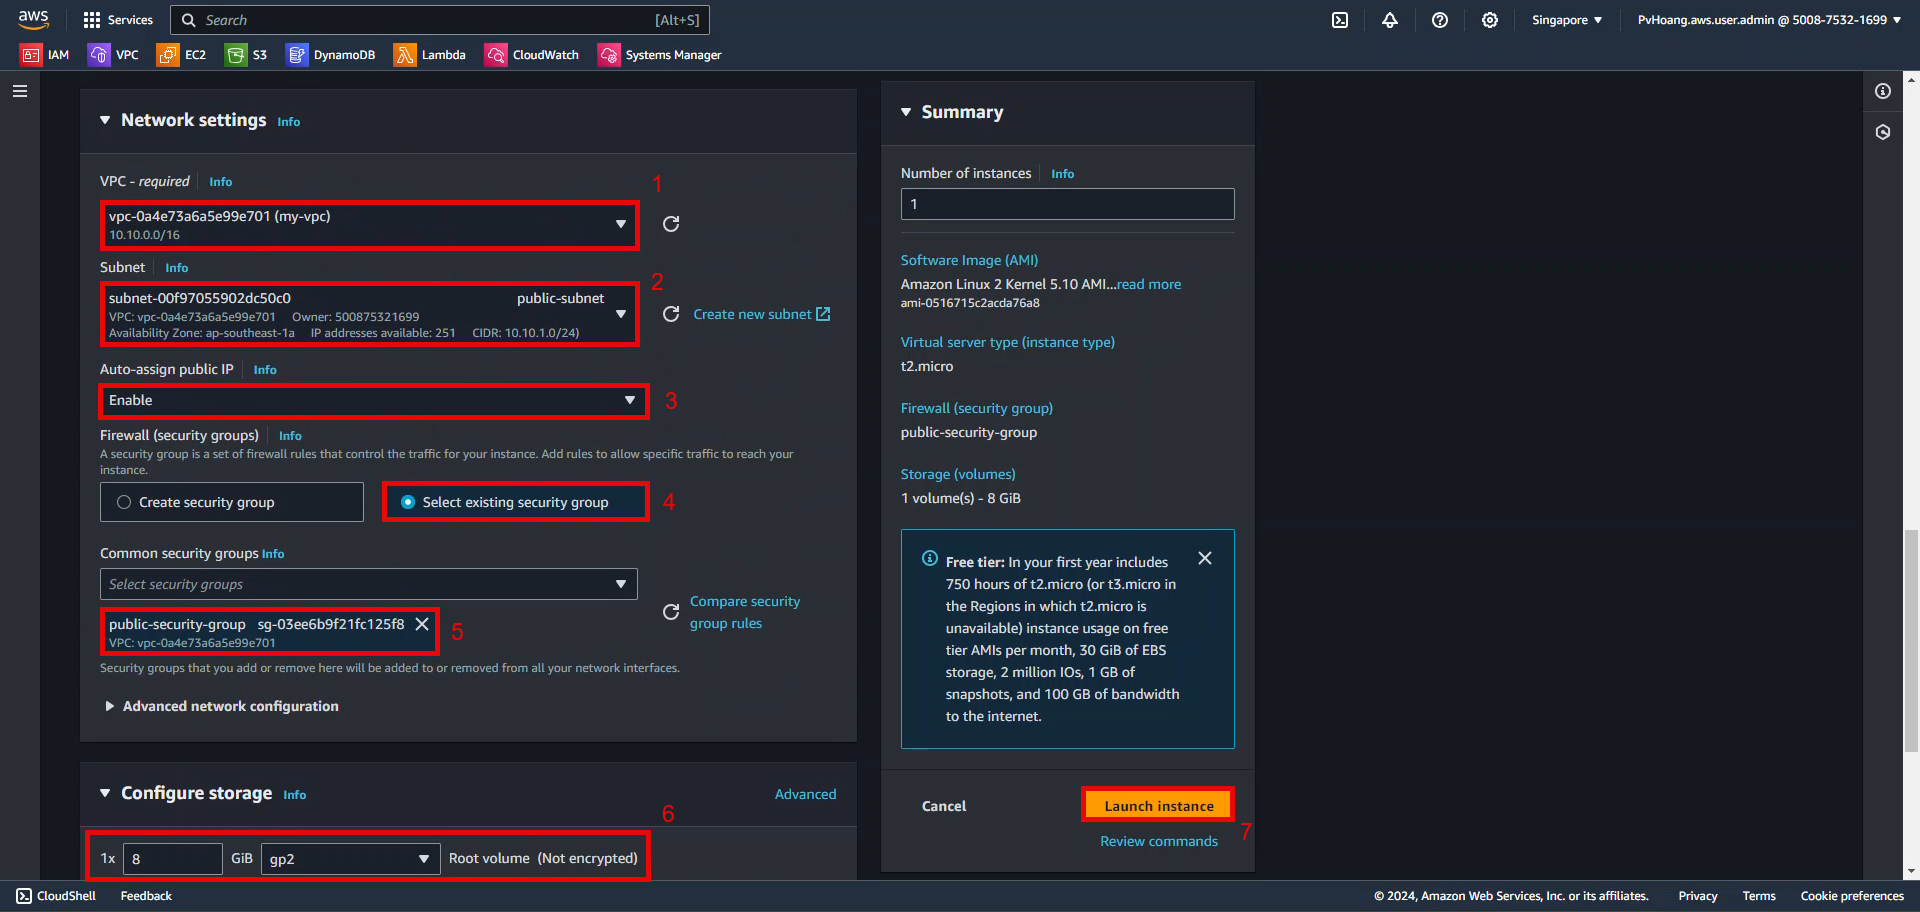 aws
Services
Search
[Alt+S]
Singapore
PvHoang.aws.user.admin @ 5008-7532-1699
IAM
VPC
EC2
S3
DynamoDB
Lambda
CloudWatch
Systems Manager
Network settings Info
VPC - required Info
1
vpc-0a4e73a6a5e99e701 (my-vpc)
10.10.0.0/16
Subnet Info
2
subnet-00f97055902dc50c0 public-subnet
VPC: vpc-0a4e73a6a5e99e701 Owner: 500875321699
Availability Zone: ap-southeast-1a IP addresses available: 251 CIDR: 10.10.1.0/24)
Create new subnet
Auto-assign public IP Info
Enable
3
Firewall (security groups) Info
A security group is a set of firewall rules that control the traffic for your instance. Add rules to allow specific traffic to reach your
instance.
Create security group
Select existing security group
4
Common security groups Info
Select security groups
Compare security
group rules
public-security-group sg-03ee6b9f21fc125f8
VPC: vpc-0a4e73a6a5e99e701
5
Security groups that you add or remove here will be added to or removed from all your network interfaces.
Advanced network configuration
Configure storage Info
Advanced
6
1x 8 GiB gp2 Root volume (Not encrypted)
Summary
Number of instances Info
1
Software Image (AMI)
Amazon Linux 2 Kernel 5.10 AMI...read more
ami-0516715c2acda76a8
Virtual server type (instance type)
t2.micro
Firewall (security group)
public-security-group
Storage (volumes)
1 volume(s) - 8 GiB
Free tier: In your first year includes
750 hours of t2.micro (or t3.micro in
the Regions in which t2.micro is
unavailable) instance usage on free
tier AMIs per month, 30 GiB of EBS
storage, 2 million IOs, 1 GB of
snapshots, and 100 GB of bandwidth
to the internet.
Cancel
Launch instance
7
Review commands
CloudShell
Feedback
© 2024, Amazon Web Services, Inc. or its affiliates.
Privacy
Terms
Cookie preferences